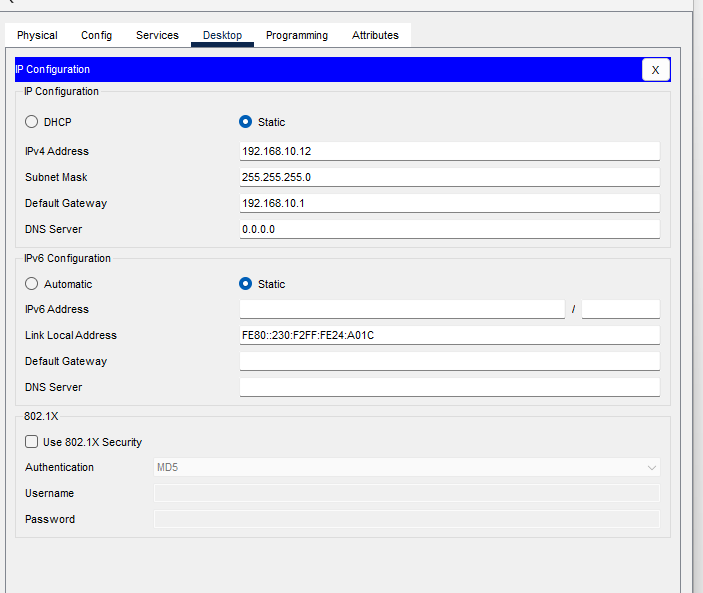 Physical Config Services Desktop Programming Attributes
IP Configuration X
IP Configuration
DHCP Static
IPv4 Address 192.168.10.12
Subnet Mask 255.255.255.0
Default Gateway 192.168.10.1
DNS Server 0.0.0.0
IPv6 Configuration
Automatic Static
IPv6 Address /
Link Local Address FE80::230:F2FF:FE24:A01C
Default Gateway
DNS Server
802.1X
Use 802.1X Security
Authentication MD5
Username
Password